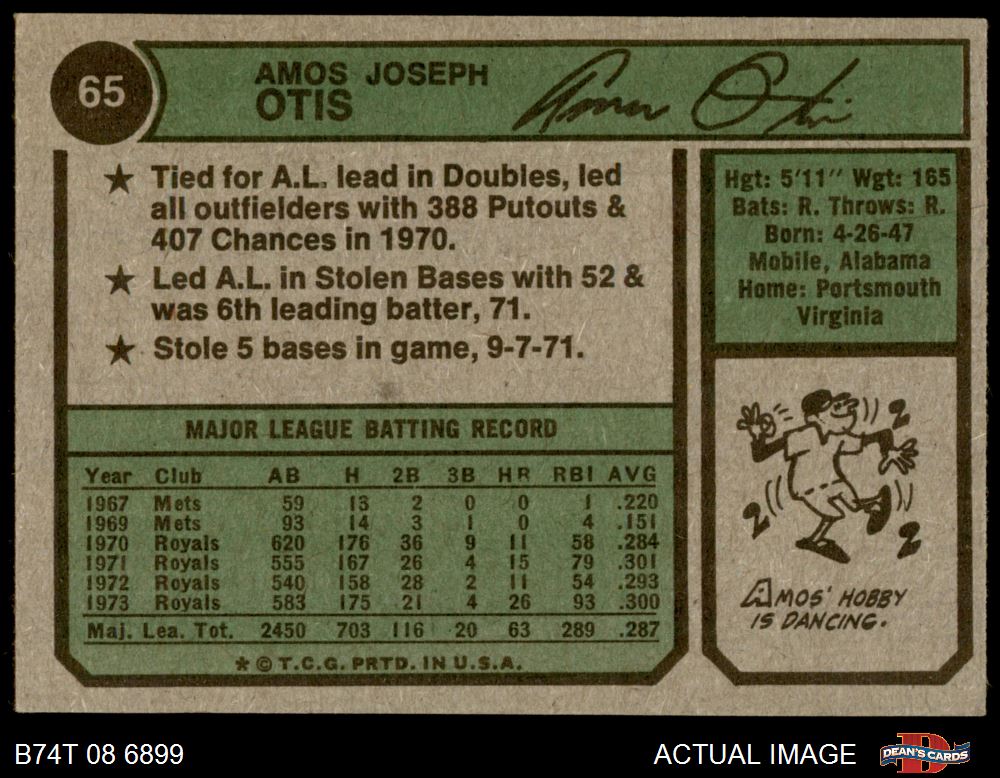 65
AMOS JOSEPH
OTIS
Amos Otis
★ Tied for A.L. lead in Doubles, led
all outfielders with 388 Putouts &
407 Chances in 1970.
★ Led A.L. in Stolen Bases with 52 &
was 6th leading batter, 71.
★ Stole 5 bases in game, 9-7-71.
Hgt: 5'11" Wgt: 165
Bats: R. Throws: R.
Born: 4-26-47
Mobile, Alabama
Home: Portsmouth
Virginia
MAJOR LEAGUE BATTING RECORD
Year Club AB H 2B 3B HR RBI AVG
1967 Mets 59 13 2 0 0 1 .220
1969 Mets 93 14 3 1 0 4 .151
1970 Royals 620 176 36 9 11 58 .284
1971 Royals 555 167 26 4 15 79 .301
1972 Royals 540 158 28 2 11 54 .293
1973 Royals 583 175 21 4 26 93 .300
Maj. Lea. Tot. 2450 703 116 20 63 289 .287
★ © T.C.G. PRTD. IN U.S.A.
2 2 2 2
AMOS' HOBBY
IS DANCING.
B74T 08 6899
ACTUAL IMAGE
D
DEAN'S CARDS